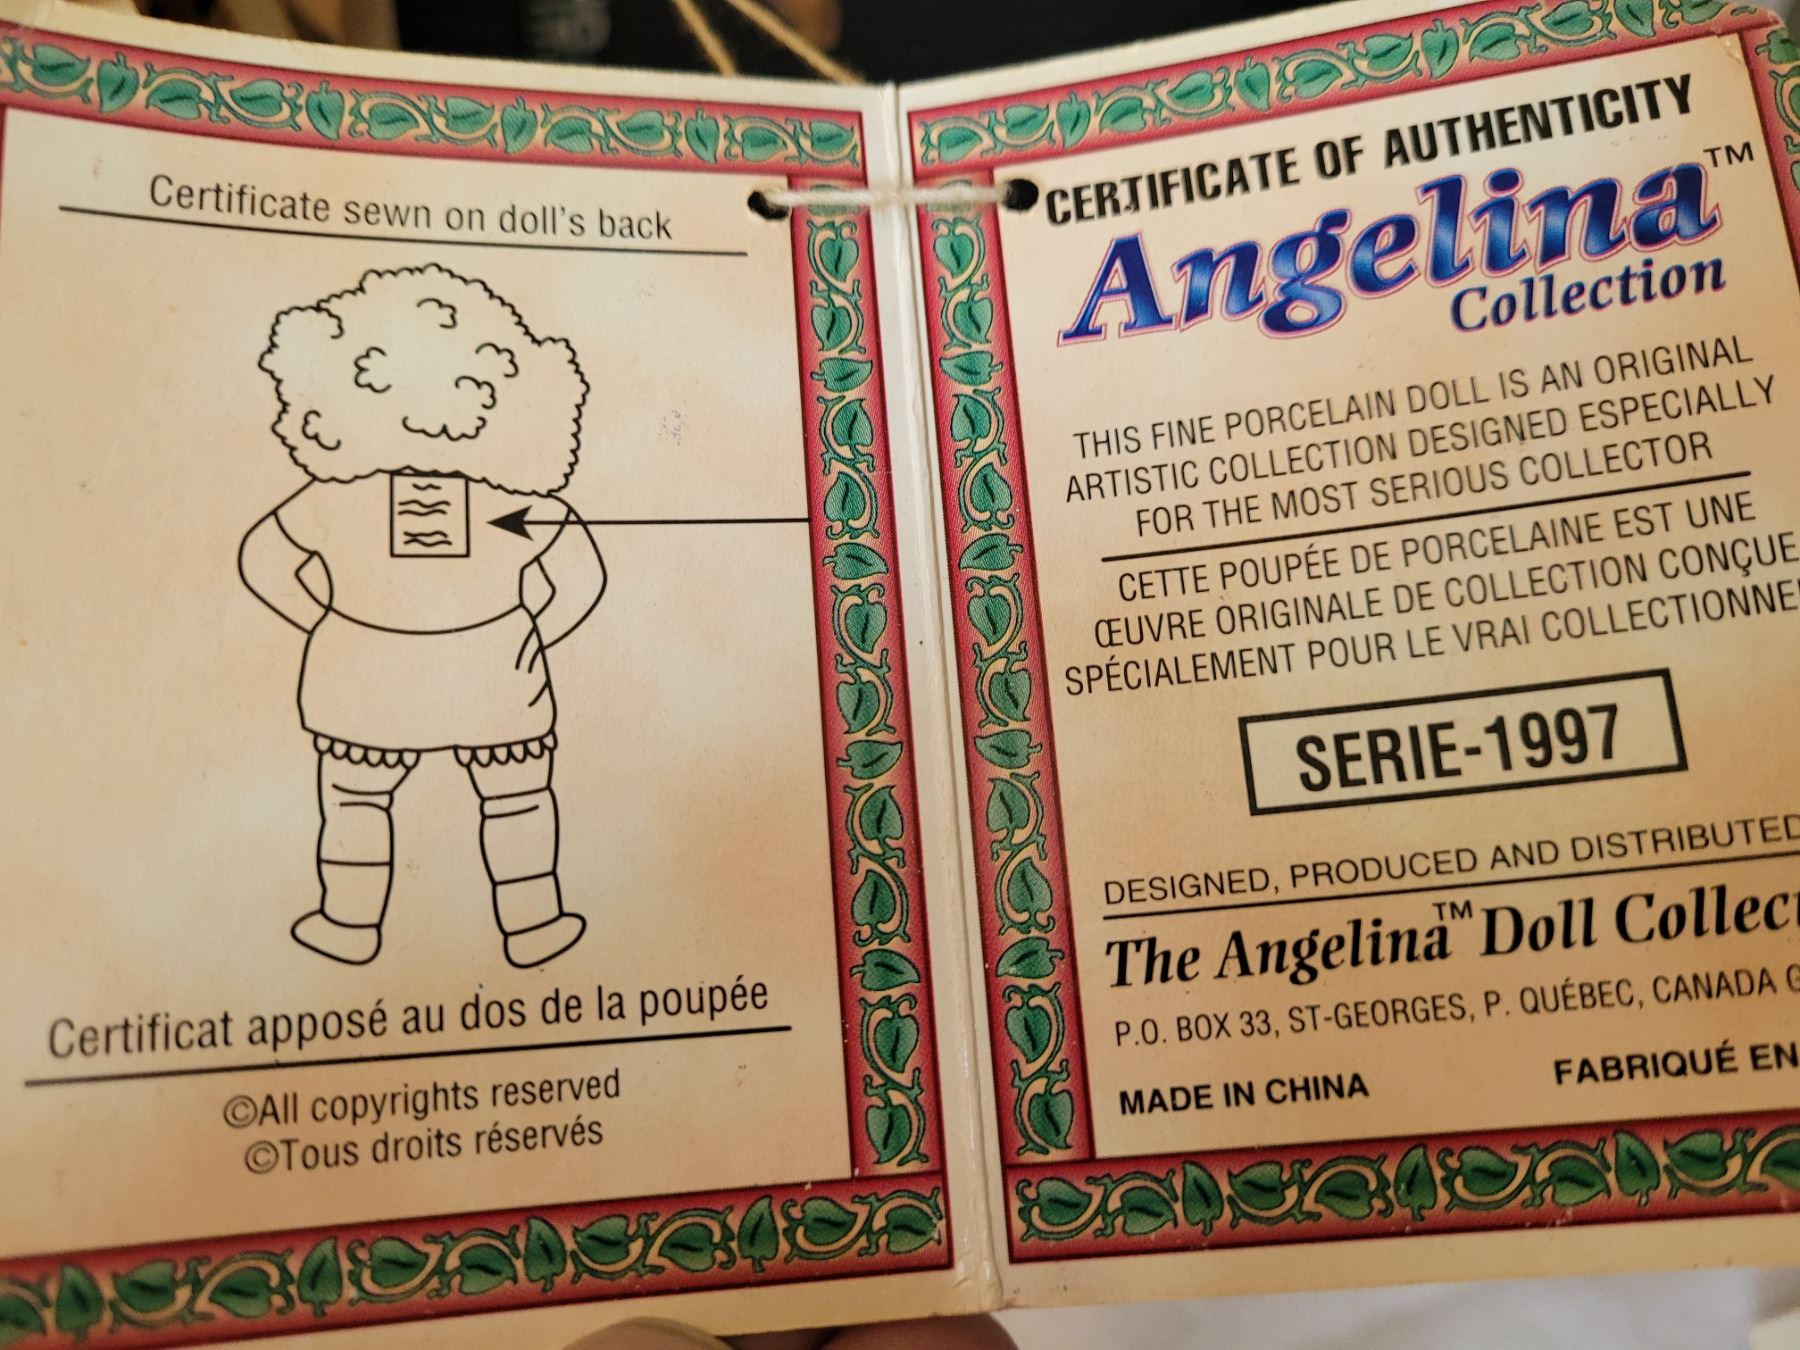 Certificate sewn on doll's back
Certificat apposé au dos de la poupée
©All copyrights reserved
©Tous droits réservés
CERTIFICATE OF AUTHENTICITY
Angelina™
Collection
THIS FINE PORCELAIN DOLL IS AN ORIGINAL
ARTISTIC COLLECTION DESIGNED ESPECIALLY
FOR THE MOST SERIOUS COLLECTOR
CETTE POUPÉE DE PORCELAINE EST UNE
ŒUVRE ORIGINALE DE COLLECTION CONÇUE
SPÉCIALEMENT POUR LE VRAI
SERIE-1997
DESIGNED, PRODUCED AND DISTRIBUTED
The Angelina™ Doll
P.O. BOX 33, ST-GEORGES, P. QUÉBEC, CANADA
MADE IN CHINA
FABRIQUÉ EN